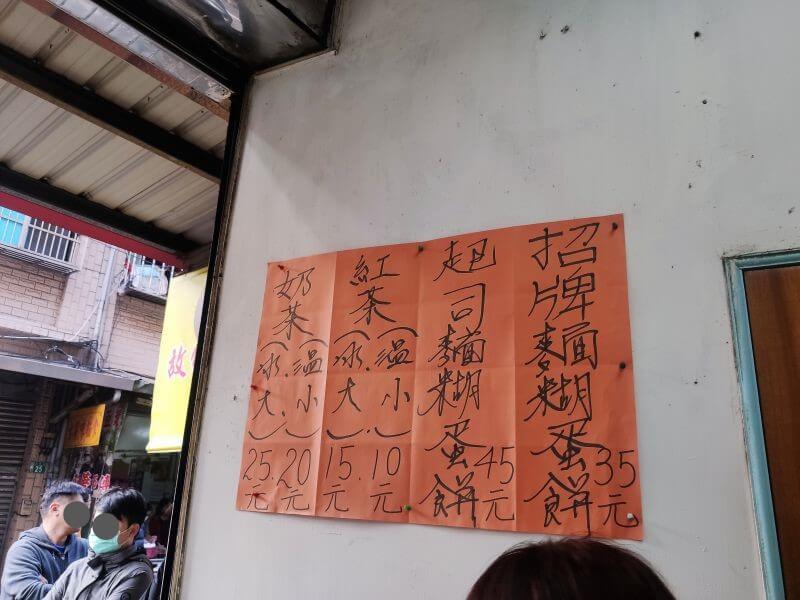 招牌麵糊蛋餅35元
起司麵糊蛋餅45元
紅茶(溫.小)10元
(冰.大)15元
奶茶(溫.小)20元
(冰.大)25元
故
25